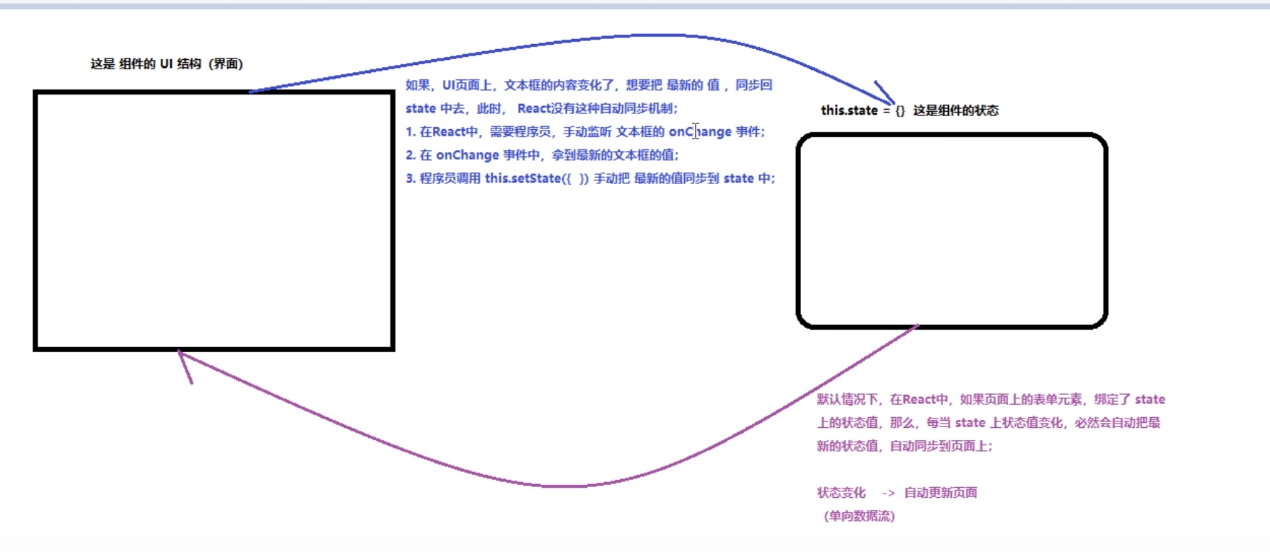 这是 组件的 UI 结构（界面）
如果，UI页面上，文本框的内容变化了，想要把 最新的 值 ，同步回
state 中去，此时， React没有这种自动同步机制；
1. 在React中，需要程序员，手动监听 文本框的 onChange 事件；
2. 在 onChange 事件中，拿到最新的文本框的值；
3. 程序员调用 this.setState({  }) 手动把 最新的值同步到 state 中；
this.state = {}  这是组件的状态
默认情况下，在React中，如果页面上的表单元素，绑定了 state
上的状态值，那么，每当 state 上状态值变化，必然会自动把最
新的状态值，自动同步到页面上；
状态变化    ->  自动更新页面
（单向数据流）